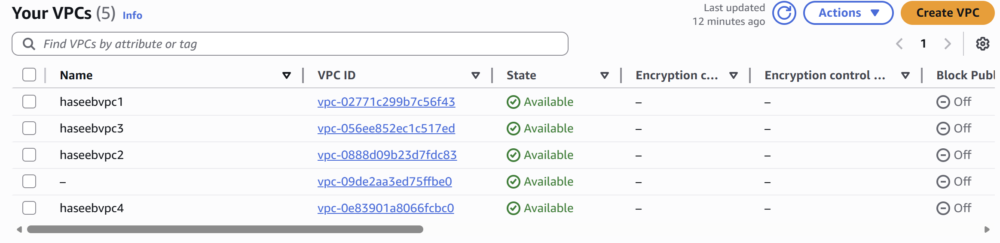 Your VPCs (5) Info
Last updated
12 minutes ago
Actions
Create VPC
Find VPCs by attribute or tag
1
Name VPC ID State Encryption c... Encryption control ... Block Publ
haseebvpc1 vpc-02771c299b7c56f43 Available – – Off
haseebvpc3 vpc-056ee852ec1c517ed Available – – Off
haseebvpc2 vpc-0888d09b23d7fdc83 Available – – Off
– vpc-09de2aa3ed75ffbe0 Available – – Off
haseebvpc4 vpc-0e83901a8066fcbc0 Available – – Off